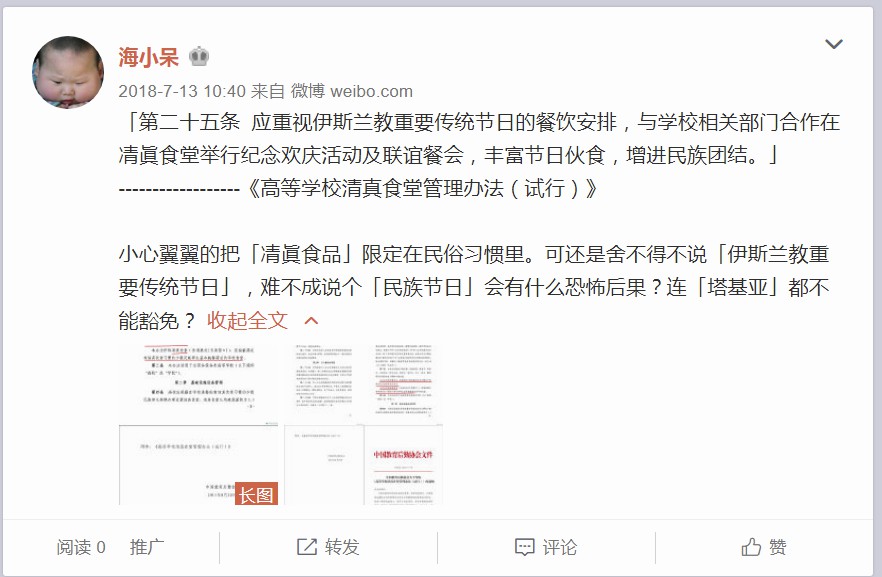 海小呆
2018-7-13 10:40 来自 微博 weibo.com
「第二十五条 应重视伊斯兰教重要传统节日的餐饮安排，与学校相关部门合作在
清眞食堂举行纪念欢庆活动及联谊餐会，丰富节日伙食，增进民族团结。」
------------------《高等学校清真食堂管理办法（试行）》
小心翼翼的把「清眞食品」限定在民俗习惯里。可还是舍不得不说「伊斯兰教重
要传统节日」，难不成说个「民族节日」会有什么恐怖后果？连「塔基亚」都不
能豁免？ 收起全文
中国教育后勤协会文件
长图
阅读 0 推广 转发 评论 赞